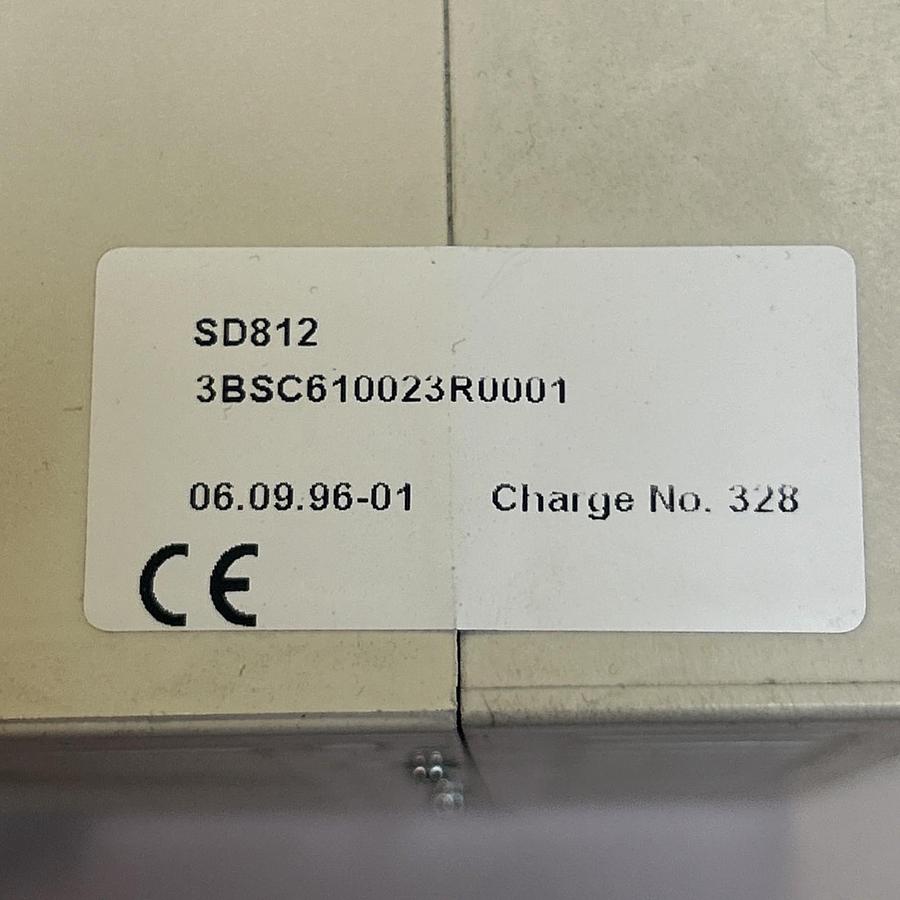 SD812
3BSC610023R0001
06.09.96-01 Charge No. 328
CE